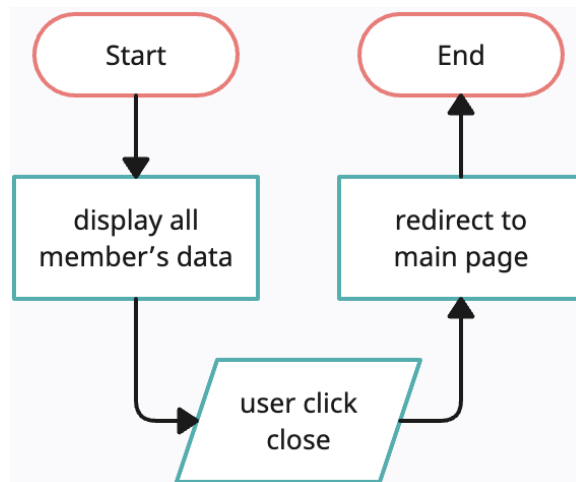 Start
display all
member’s data
user click
close
redirect to
main page
End